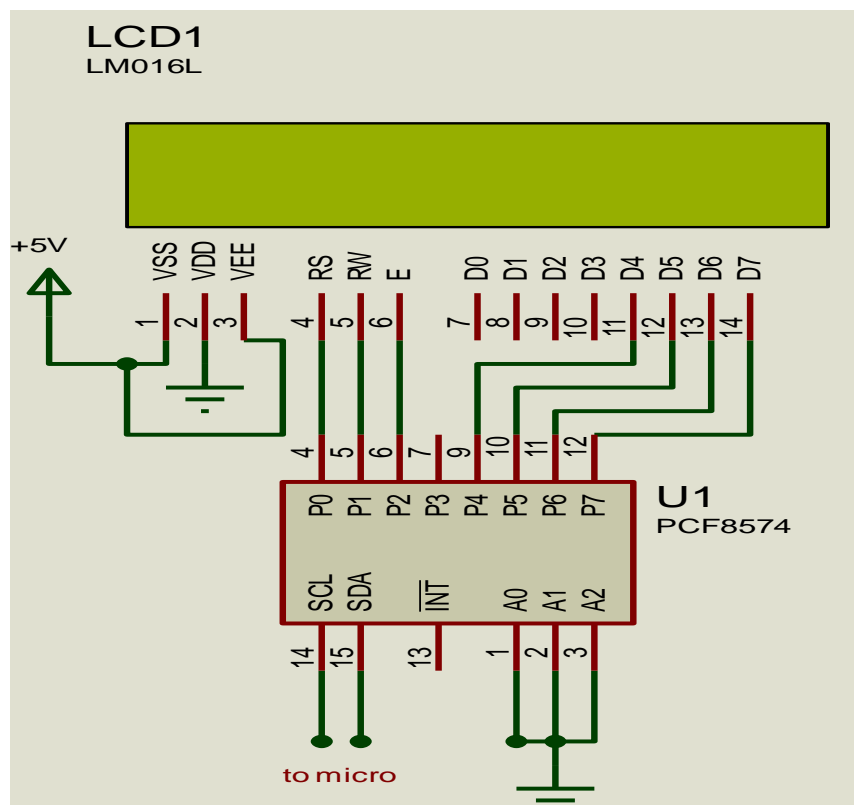 LCD1
LM016L
+5V
VSS VDD VEE RS RW E D0 D1 D2 D3 D4 D5 D6 D7
1 2 3 4 5 6 7 8 9 10 11 12 13 14
4 5 6 7 9 10 11 12
P0 P1 P2 P3 P4 P5 P6 P7
U1
PCF8574
SCL SDA INT A0 A1 A2
14 15 13 1 2 3
to micro